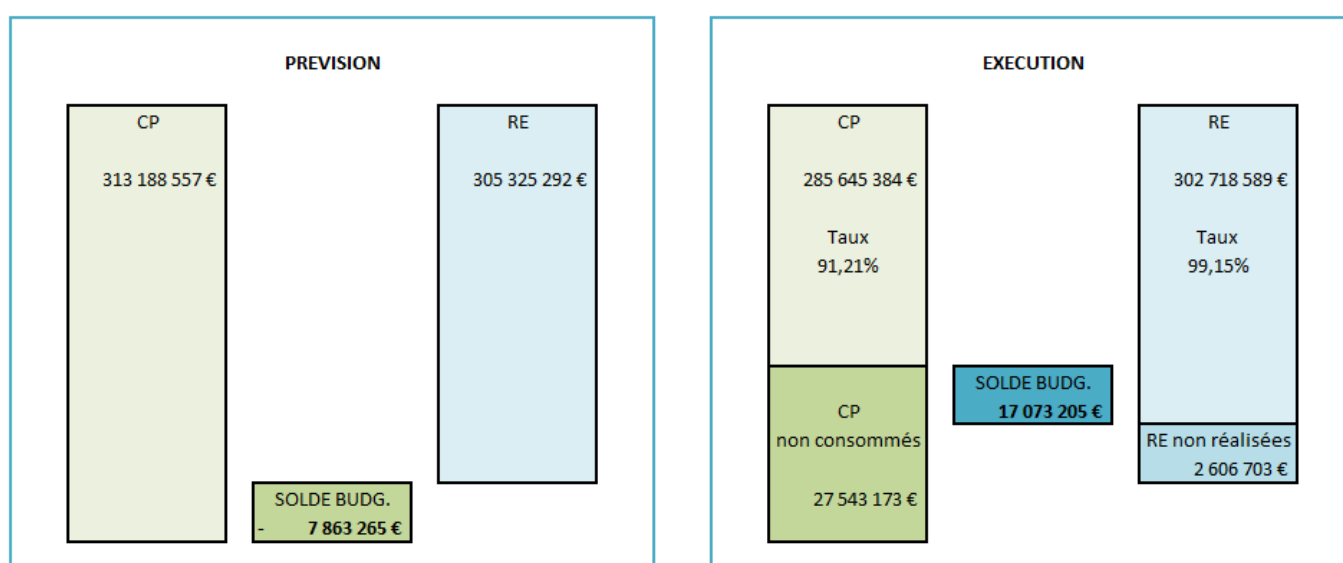 PREVISION
CP
313 188 557 €
RE
305 325 292 €
SOLDE BUDG.
- 7 863 265 €
EXECUTION
CP
285 645 384 €
Taux
91,21%
CP
non consommés
27 543 173 €
SOLDE BUDG.
17 073 205 €
RE
302 718 589 €
Taux
99,15%
RE non réalisées
2 606 703 €